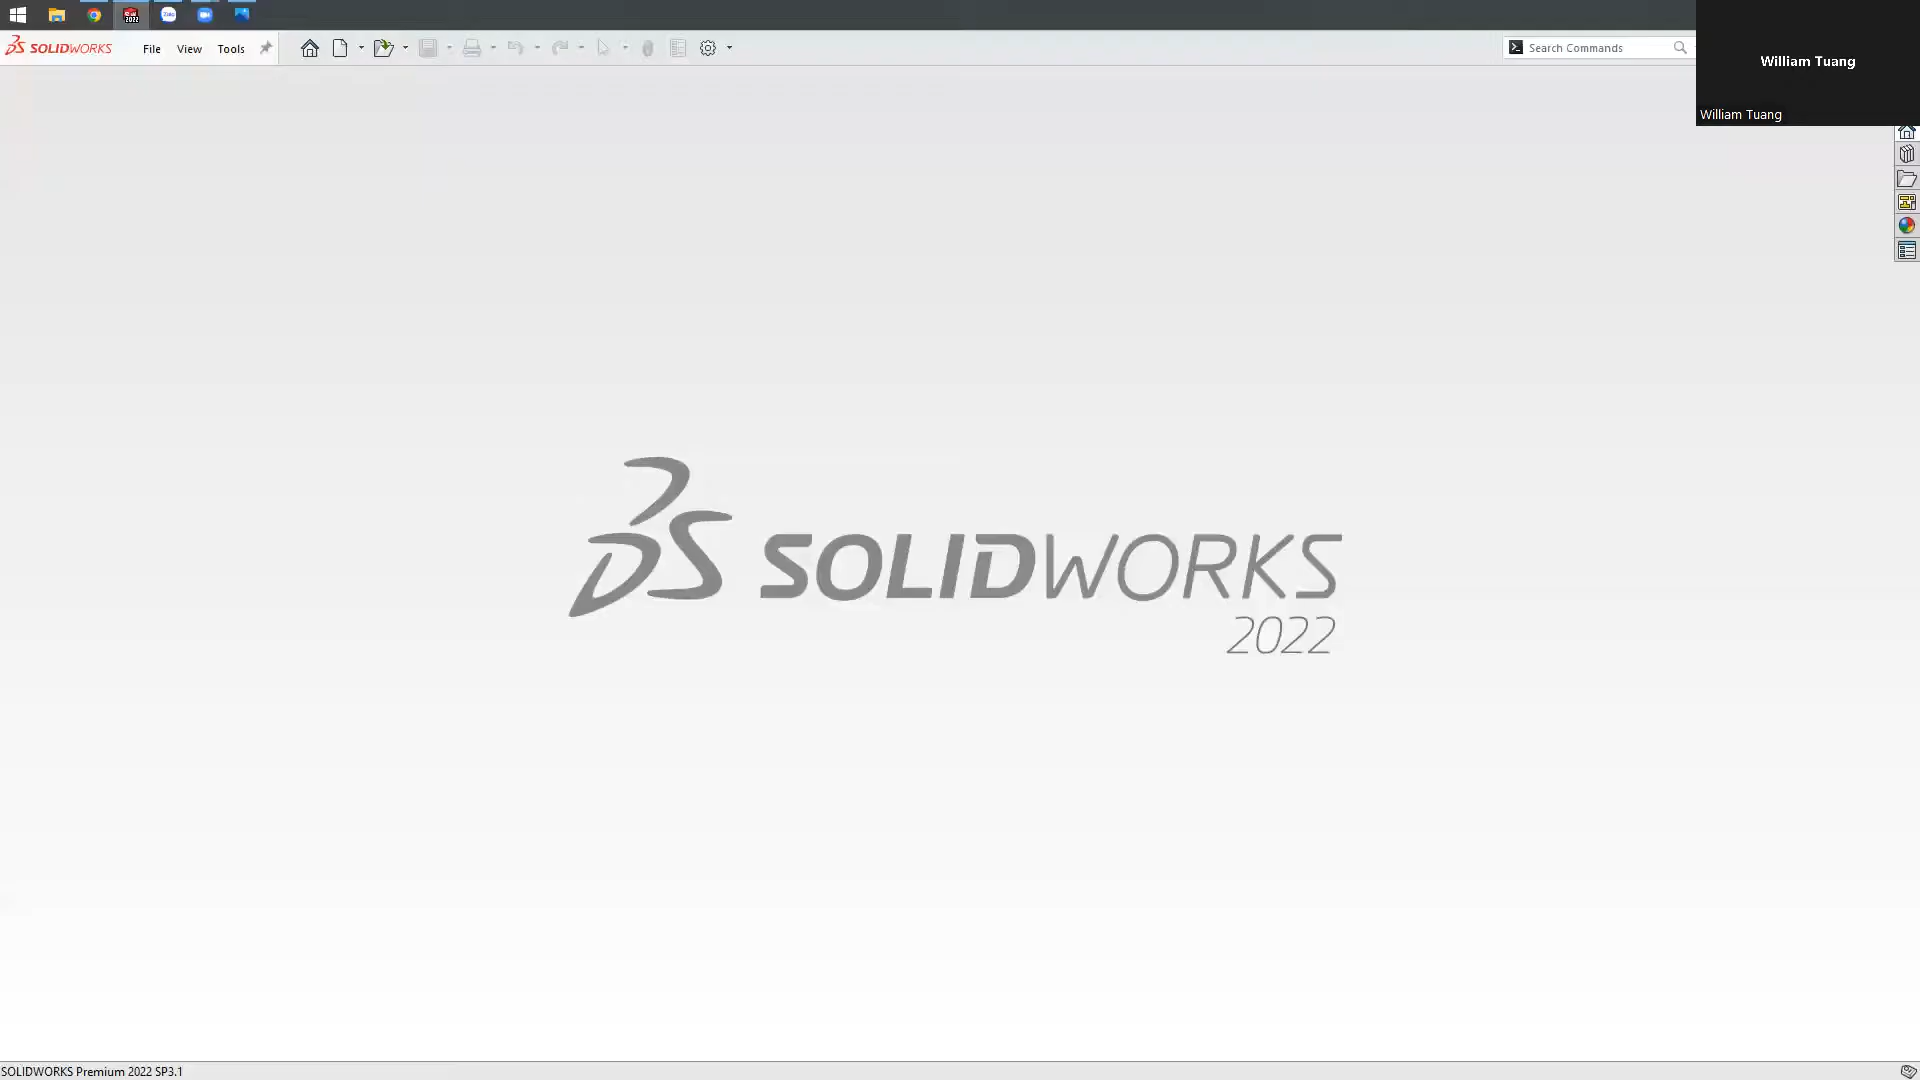 SOLIDWORKS
File
View
Tools
Search Commands
William Tuang
William Tuang
SOLIDWORKS
2022
SOLIDWORKS Premium 2022 SP3.1